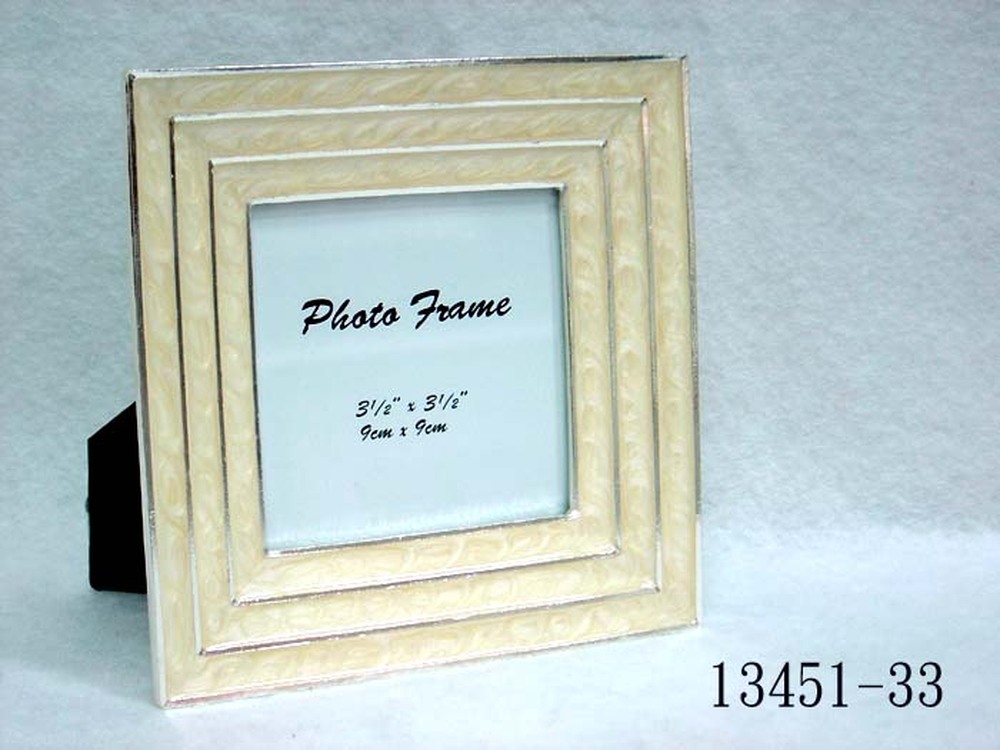 Photo Frame
3 1/2" x 3 1/2"
9cm x 9cm
13451-33